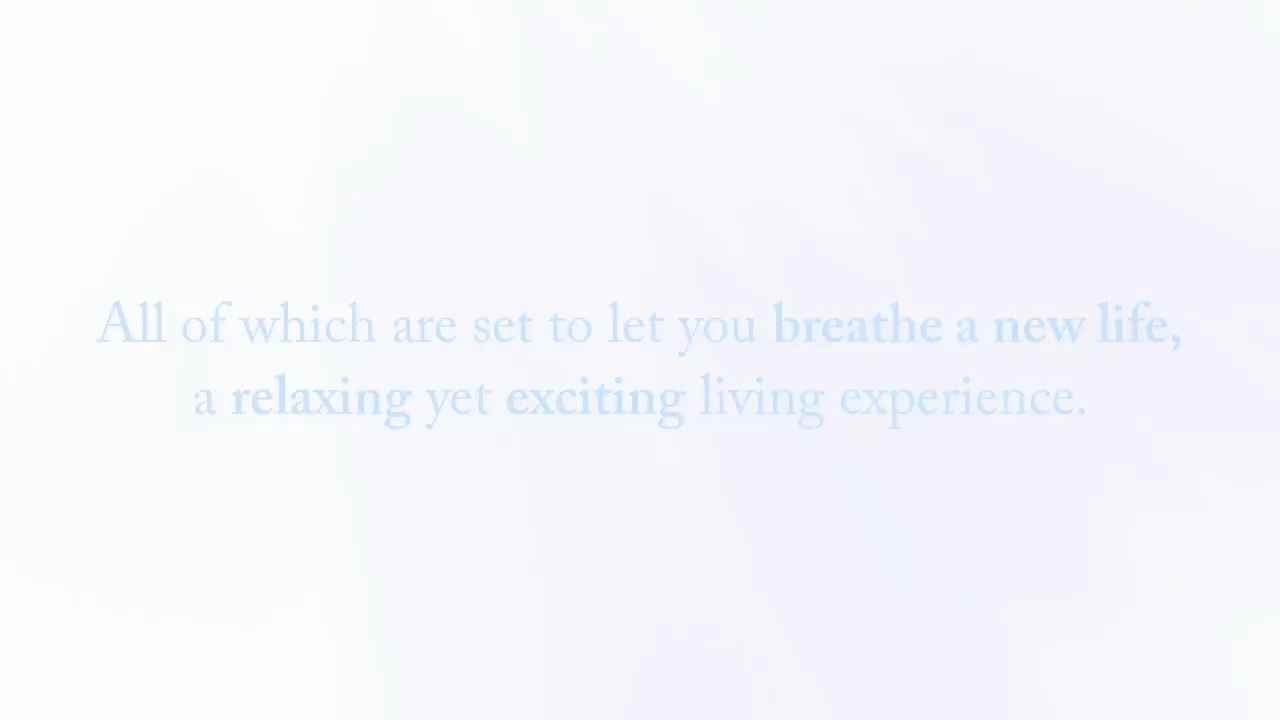 All of which are set to let you breathe a new life,
a relaxing yet exciting living experience.